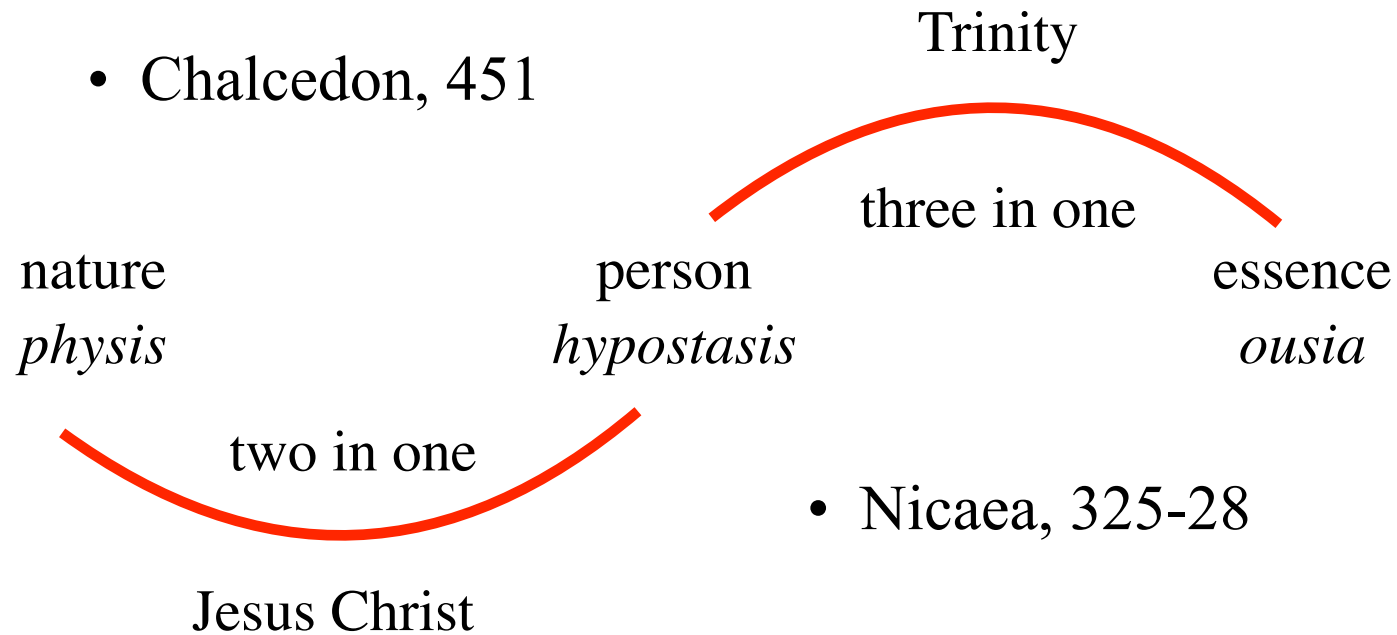 Trinity
• Chalcedon, 451
three in one
nature person essence
physis hypostasis ousia
two in one
• Nicaea, 325-28
Jesus Christ